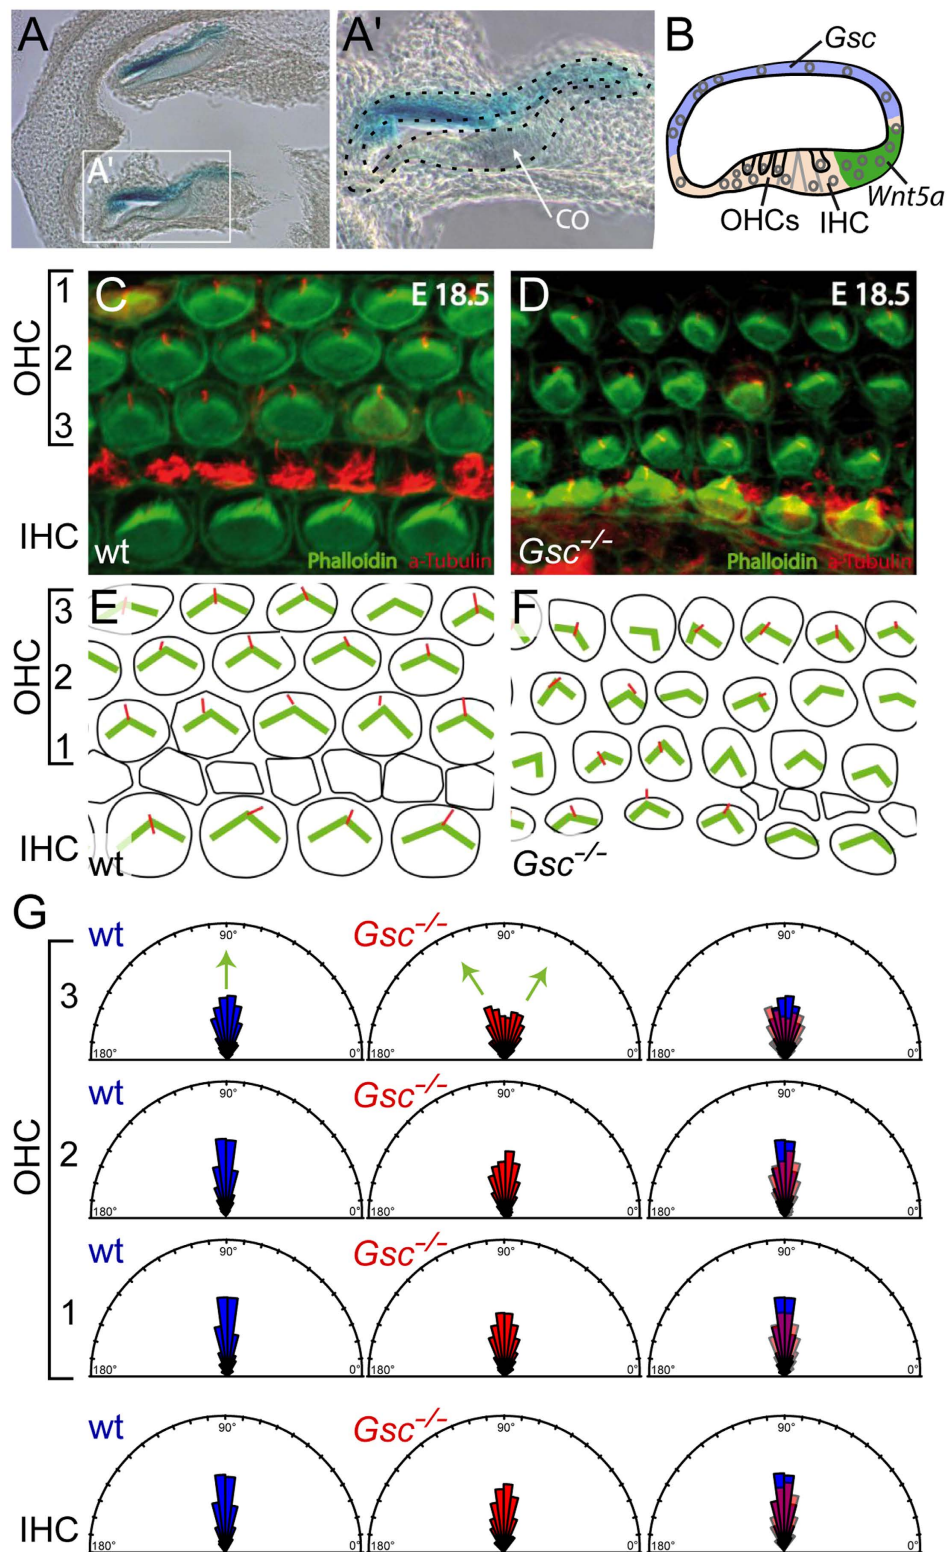 A
A'
A'
CO
B
Gsc
Wnt5a
OHCs
IHC
OHC
1
2
3
IHC
C
E 18.5
wt
Phalloidin a-Tubulin
D
E 18.5
Gsc-/-
Phalloidin a-Tubulin
OHC
3
2
1
IHC
E
wt
F
Gsc-/-
G
OHC
3
wt
90°
180°
0°
Gsc-/-
90°
180°
0°
90°
180°
0°
2
wt
90°
180°
0°
Gsc-/-
90°
180°
0°
90°
180°
0°
1
wt
90°
180°
0°
Gsc-/-
90°
180°
0°
90°
180°
0°
IHC
wt
90°
180°
0°
Gsc-/-
90°
180°
0°
90°
180°
0°